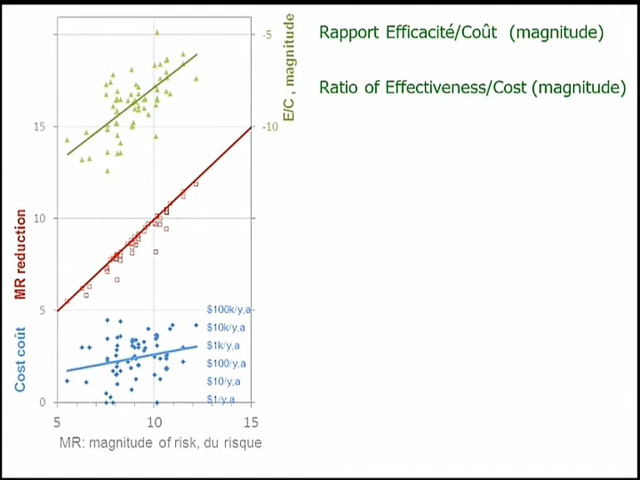 Rapport Efficacité/Coût (magnitude)
Ratio of Effectiveness/Cost (magnitude)
-5
E/C , magnitude
15
-10
10
MR reduction
5
$100k/y,a
$10k/y,a
$1k/y,a
$100/y,a
$10/y,a
$1/y,a
Cost coût
0
5
10
15
MR: magnitude of risk, du risque